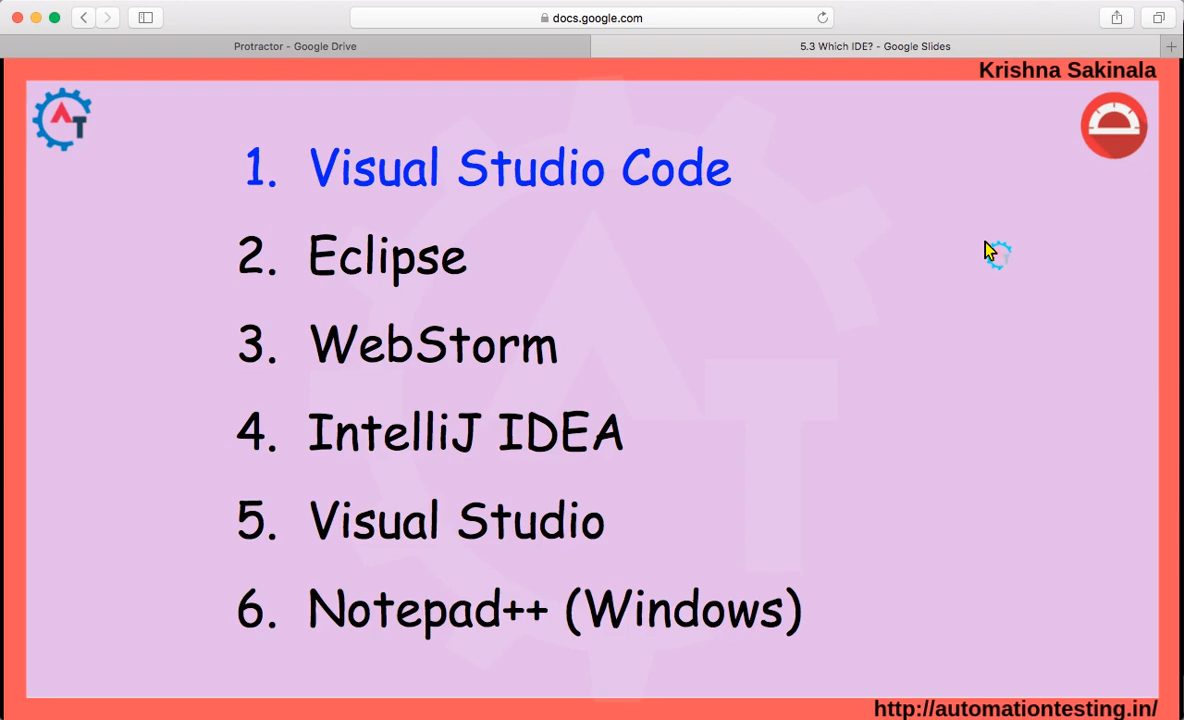 docs.google.com
Protractor - Google Drive
5.3 Which IDE? - Google Slides
Krishna Sakinala
AT
1. Visual Studio Code
2. Eclipse
3. WebStorm
4. IntelliJ IDEA
5. Visual Studio
6. Notepad++ (Windows)
http://automationtesting.in/